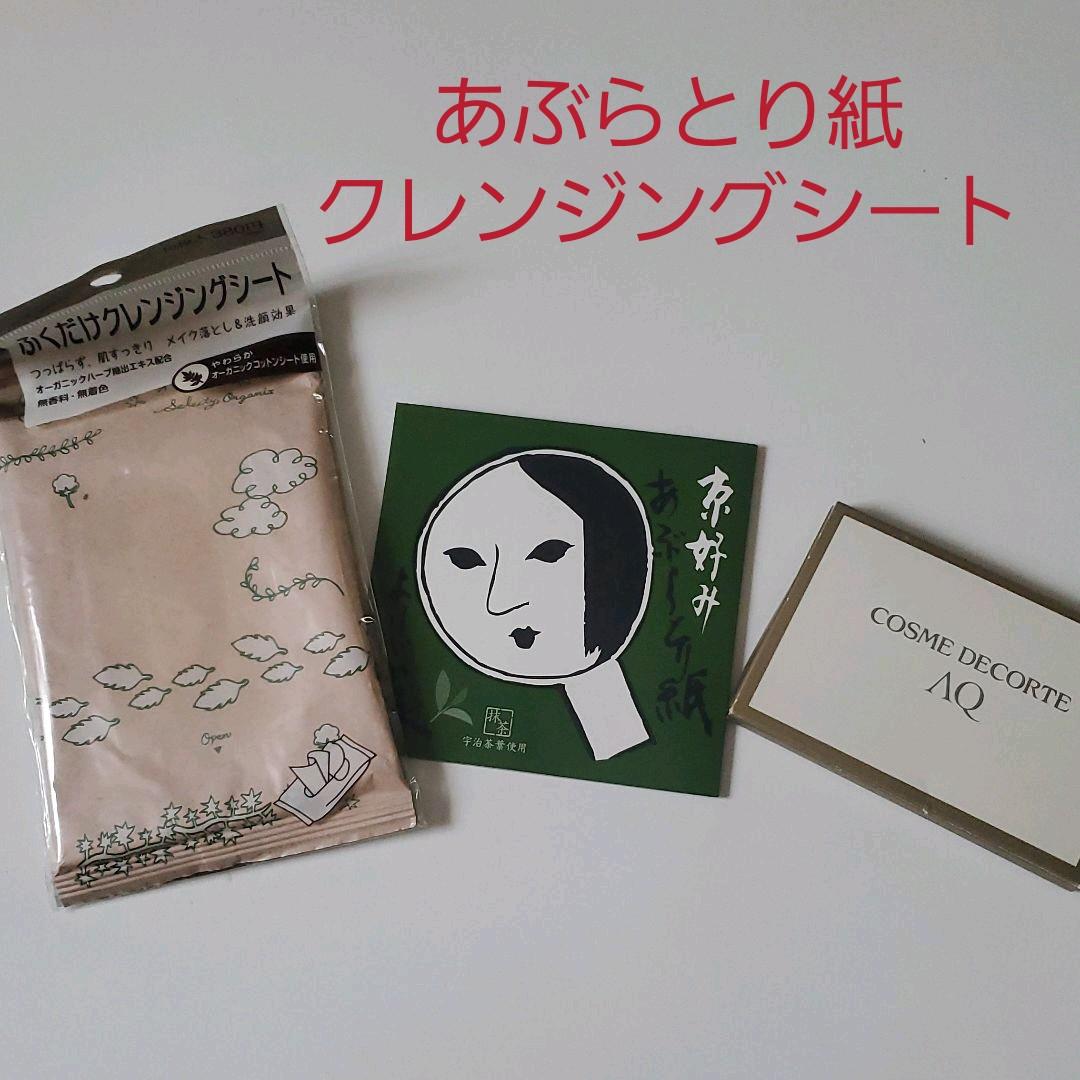 あぶらとり紙
クレンジングシート
ふくだけクレンジングシート
つっぱらず、肌すっきり メイク落とし&洗顔効果
オーガニックハーブ抽出エキス配合
無香料・無着色
やわらか
オーガニックコットンシート使用
Open
京好み
あぶらとり紙
抹茶
宇治茶葉使用
COSME DECORTE
AQ